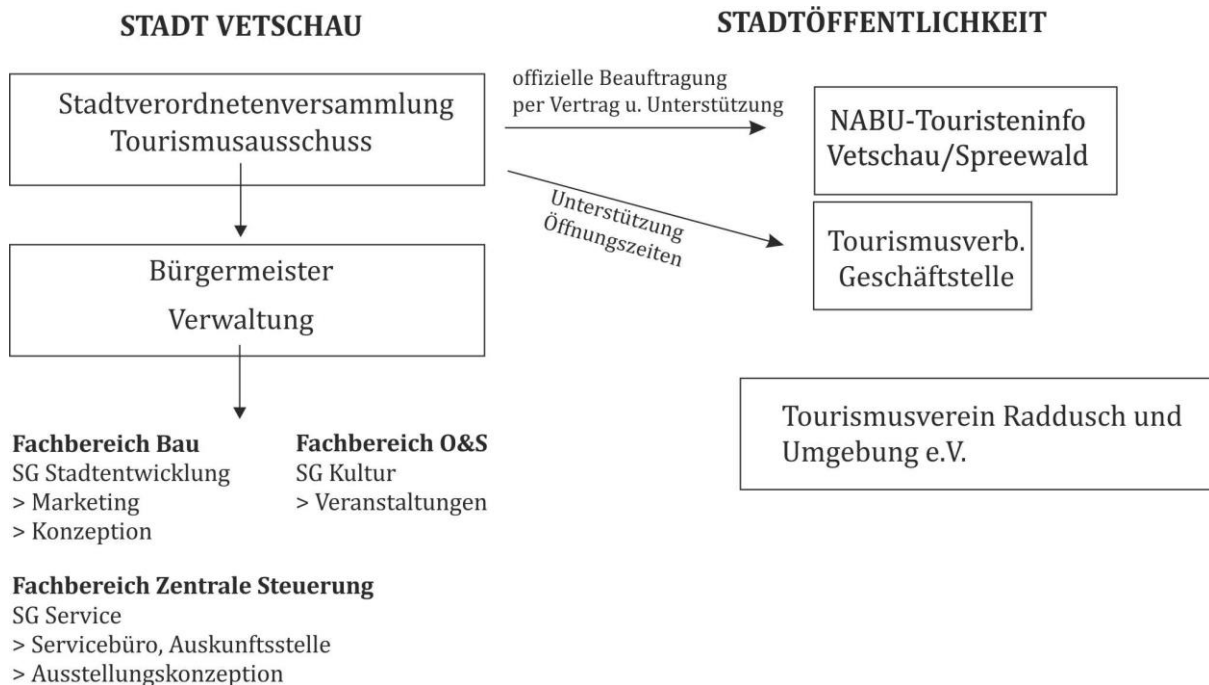 STADT VETSCHAU
Stadtverordnetenversammlung
Tourismusausschuss
Bürgermeister
Verwaltung
Fachbereich Bau
SG Stadtentwicklung
> Marketing
> Konzeption
Fachbereich O&S
SG Kultur
> Veranstaltungen
Fachbereich Zentrale Steuerung
SG Service
> Servicebüro, Auskunftsstelle
> Ausstellungskonzeption
offizielle Beauftragung
per Vertrag u. Unterstützung
Unterstützung
Öffnungszeiten
STADTÖFFENTLICHKEIT
NABU-Touristeninfo
Vetschau/Spreewald
Tourismusverb.
Geschäftstelle
Tourismusverein Raddusch und
Umgebung e.V.